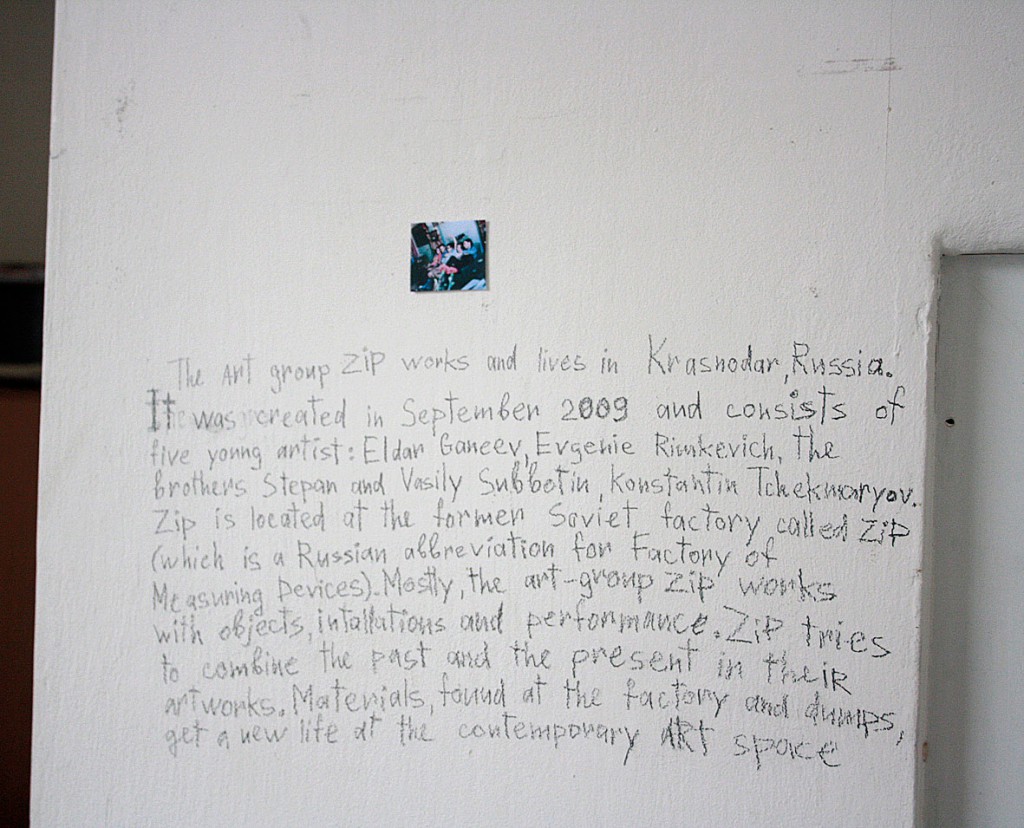 The Art group ZiP works and lives in Krasnodar, Russia.
It was created in September 2009 and consists of
five young artist: Eldar Ganeev, Evgenie Rimkevich, the
brothers Stepan and Vasily Subbotin, Konstantin Tchekmaryov.
Zip is located at the former Soviet factory called ZiP
(which is a Russian abbreviation for Factory of
Measuring Devices). Mostly, the art-group Zip works
with objects, intallations and performance. ZiP tries
to combine the past and the present in theiR
artworks. Materials, found at the factory and dumps,
get a new life at the contemporary ARt space